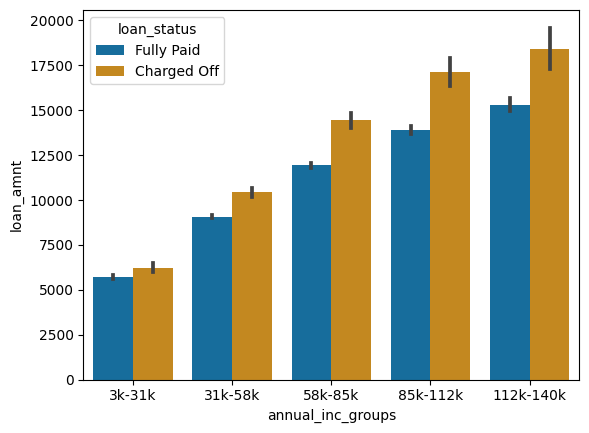 loan_status
Fully Paid
Charged Off
20000
17500
15000
12500
10000
7500
5000
2500
0
loan_amnt
3k-31k 31k-58k 58k-85k 85k-112k 112k-140k
annual_inc_groups